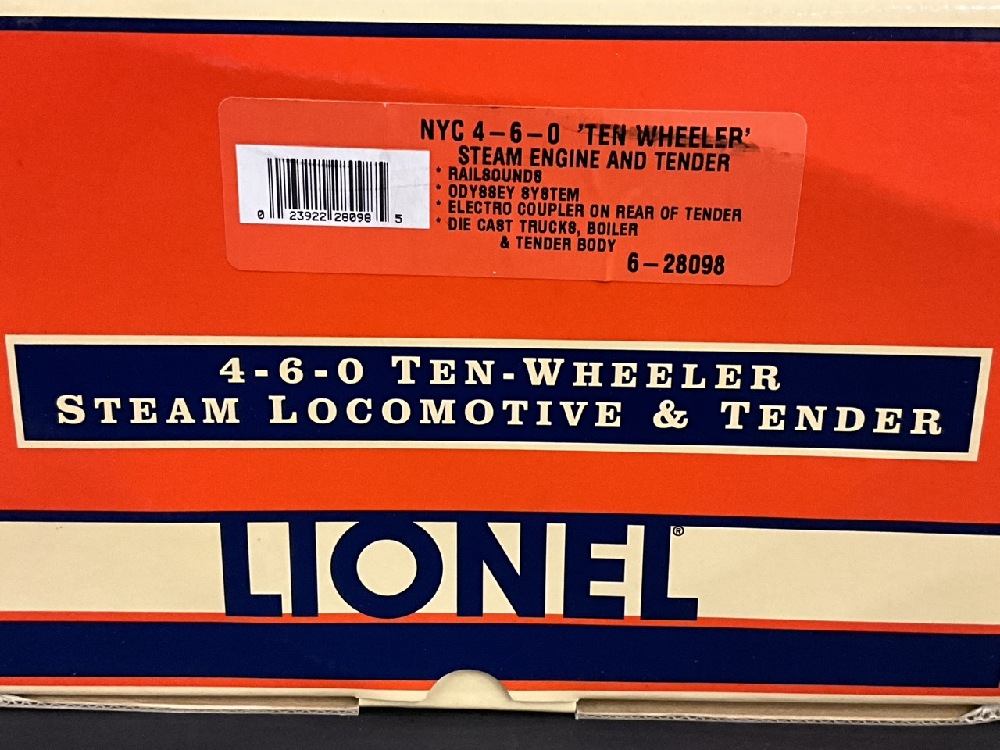 NYC 4-6-0 'TEN WHEELER'
STEAM ENGINE AND TENDER
* RAILSOUNDS
* ODYSSEY SYSTEM
* ELECTRO COUPLER ON REAR OF TENDER
* DIE CAST TRUCKS, BOILER
& TENDER BODY
6-28098
0 23922 28098 5
4-6-0 TEN-WHEELER
STEAM LOCOMOTIVE & TENDER
LIONEL®